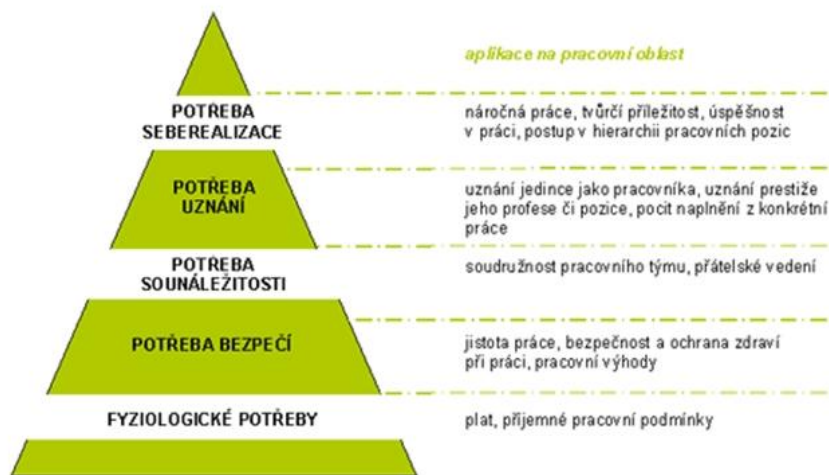 aplikace na pracovní oblast
POTŘEBA
SEBEREALIZACE
náročná práce, tvůrčí příležitost, úspěšnost
v práci, postup v hierarchii pracovních pozic
POTŘEBA
UZNÁNÍ
uznání jedince jako pracovníka, uznání prestiže
jeho profese či pozice, pocit naplnění z konkrétní
práce
POTŘEBA
SOUNÁLEŽITOSTI
soudružnost pracovního týmu, přátelské vedení
POTŘEBA BEZPEČÍ
jistota práce, bezpečnost a ochrana zdraví
při práci, pracovní výhody
FYZIOLOGICKÉ POTŘEBY
plat, příjemné pracovní podmínky